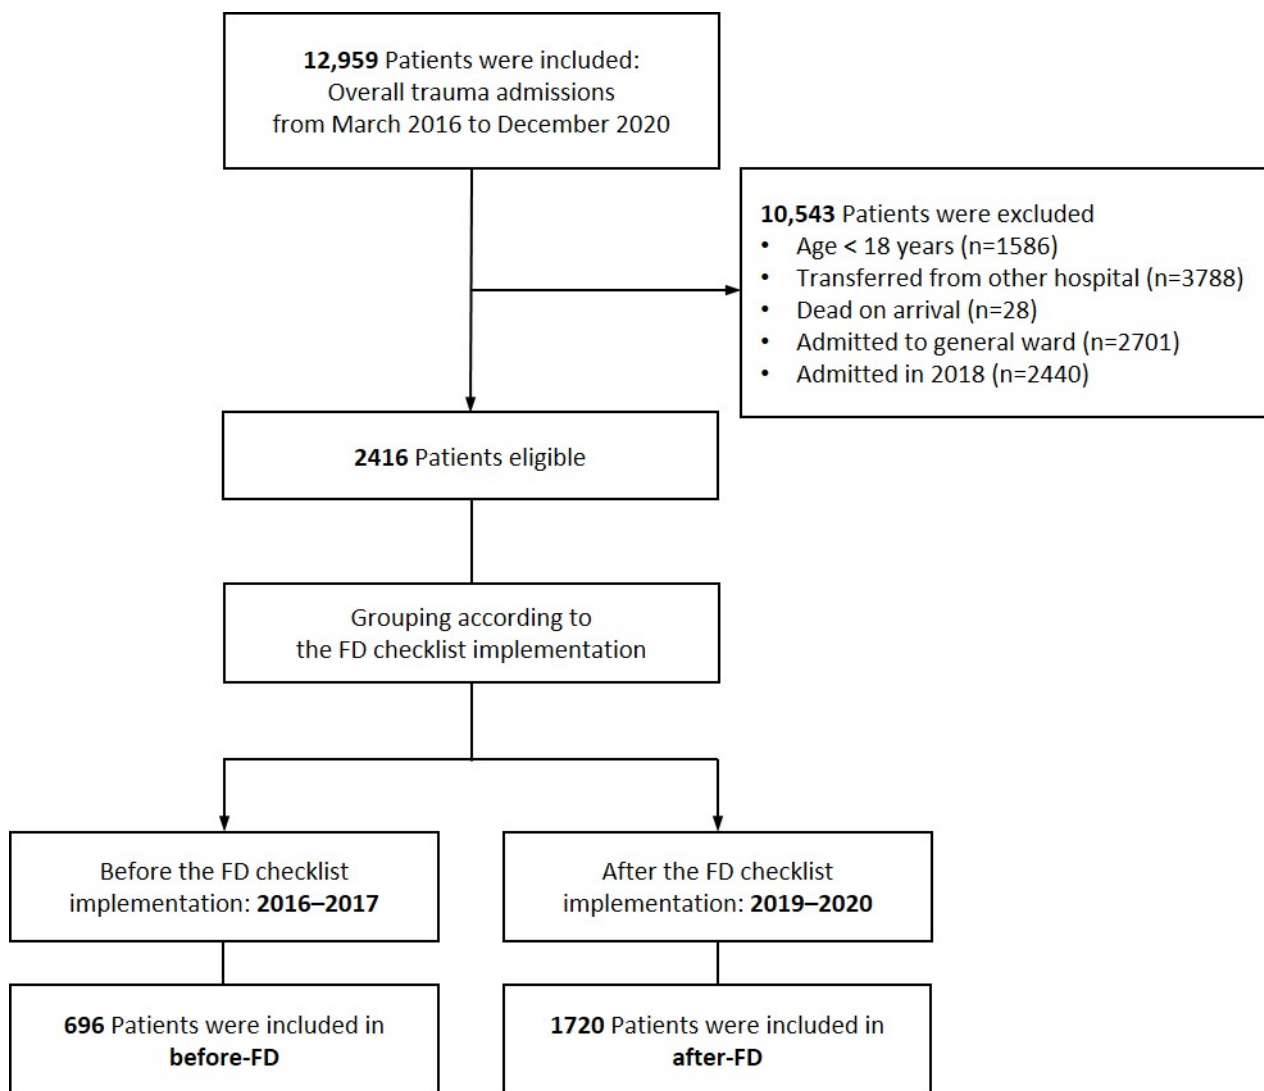 12,959 Patients were included:
Overall trauma admissions
from March 2016 to December 2020
10,543 Patients were excluded
• Age < 18 years (n=1586)
• Transferred from other hospital (n=3788)
• Dead on arrival (n=28)
• Admitted to general ward (n=2701)
• Admitted in 2018 (n=2440)
2416 Patients eligible
Grouping according to
the FD checklist implementation
Before the FD checklist
implementation: 2016–2017
After the FD checklist
implementation: 2019–2020
696 Patients were included in
before-FD
1720 Patients were included in
after-FD